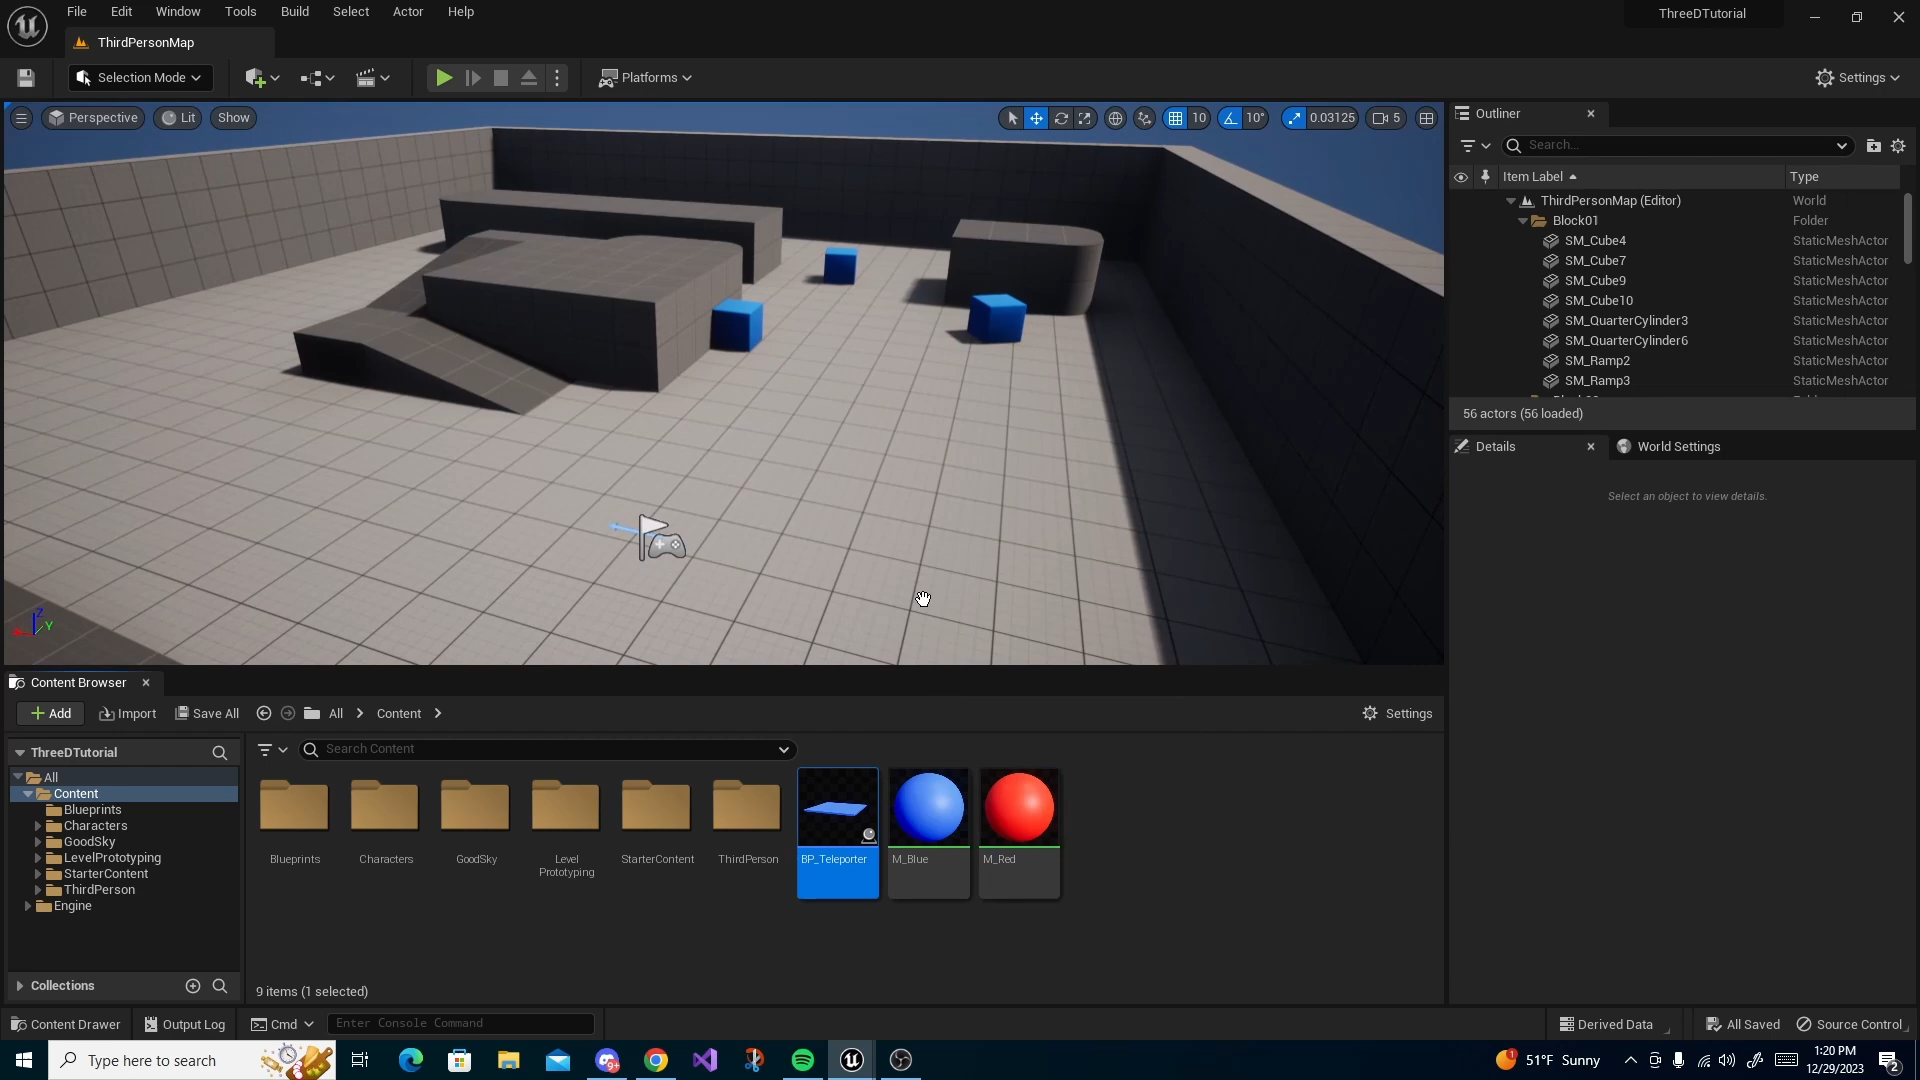 File Edit Window Tools Build Select Actor Help
ThreeDTutorial
ThirdPersonMap
Selection Mode
Platforms
Settings
Perspective
Lit
Show
10
10°
0.03125
5
Outliner
Search...
Item Label
Type
ThirdPersonMap (Editor) World
Block01 Folder
SM_Cube4 StaticMeshActor
SM_Cube7 StaticMeshActor
SM_Cube9 StaticMeshActor
SM_Cube10 StaticMeshActor
SM_QuarterCylinder3 StaticMeshActor
SM_QuarterCylinder6 StaticMeshActor
SM_Ramp2 StaticMeshActor
SM_Ramp3 StaticMeshActor
56 actors (56 loaded)
Details
World Settings
Select an object to view details.
Z
Y
Content Browser
Add
Import
Save All
All
Content
Settings
ThreeDTutorial
Search Content
All
Content
Blueprints
Characters
GoodSky
LevelPrototyping
StarterContent
ThirdPerson
Engine
Blueprints
Characters
GoodSky
Level
Prototyping
StarterContent
ThirdPerson
BP_Teleporter
M_Blue
M_Red
Collections
9 items (1 selected)
Content Drawer
Output Log
Cmd
Enter Console Command
Derived Data
All Saved
Source Control
Type here to search
9+
1
51°F Sunny
1:20 PM
12/29/2023
2